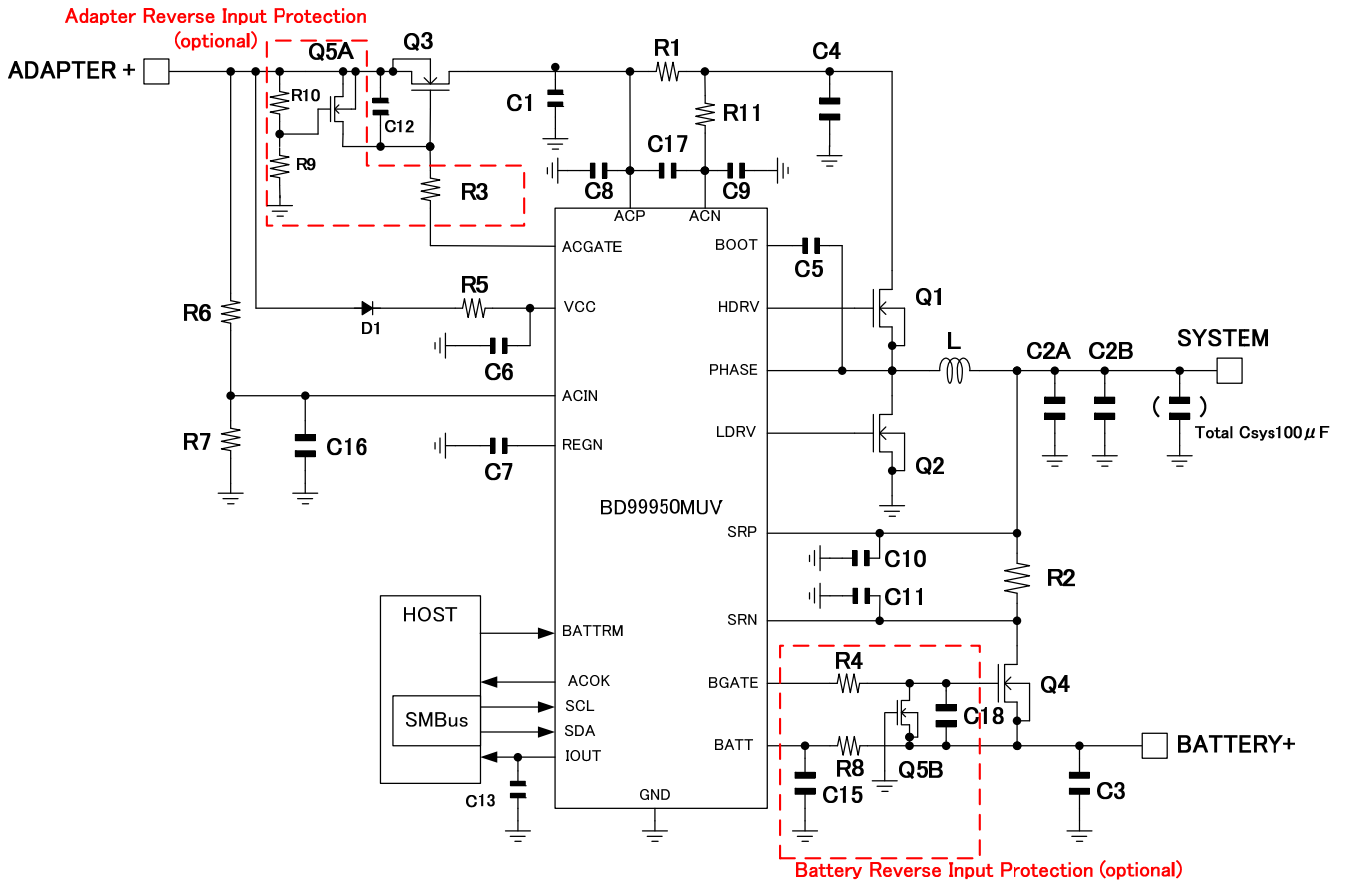 Adapter Reverse Input Protection
(optional)
ADAPTER +
Q5A
Q3
R1
C4
R10
C12
C1
R11
R9
C17
R3
C8
C9
ACP
ACN
ACGATE
BOOT
C5
R6
R5
VCC
HDRV
Q1
D1
C6
PHASE
L
C2A
C2B
SYSTEM
ACIN
( )
Total Csys100μF
R7
C16
C7
REGN
LDRV
Q2
BD99950MUV
SRP
C10
R2
C11
SRN
HOST
BATTRM
ACOK
SMBus
SCL
SDA
IOUT
C13
GND
BGATE
R4
Q4
C18
BATT
R8
Q5B
BATTERY+
C15
C3
Battery Reverse Input Protection (optional)